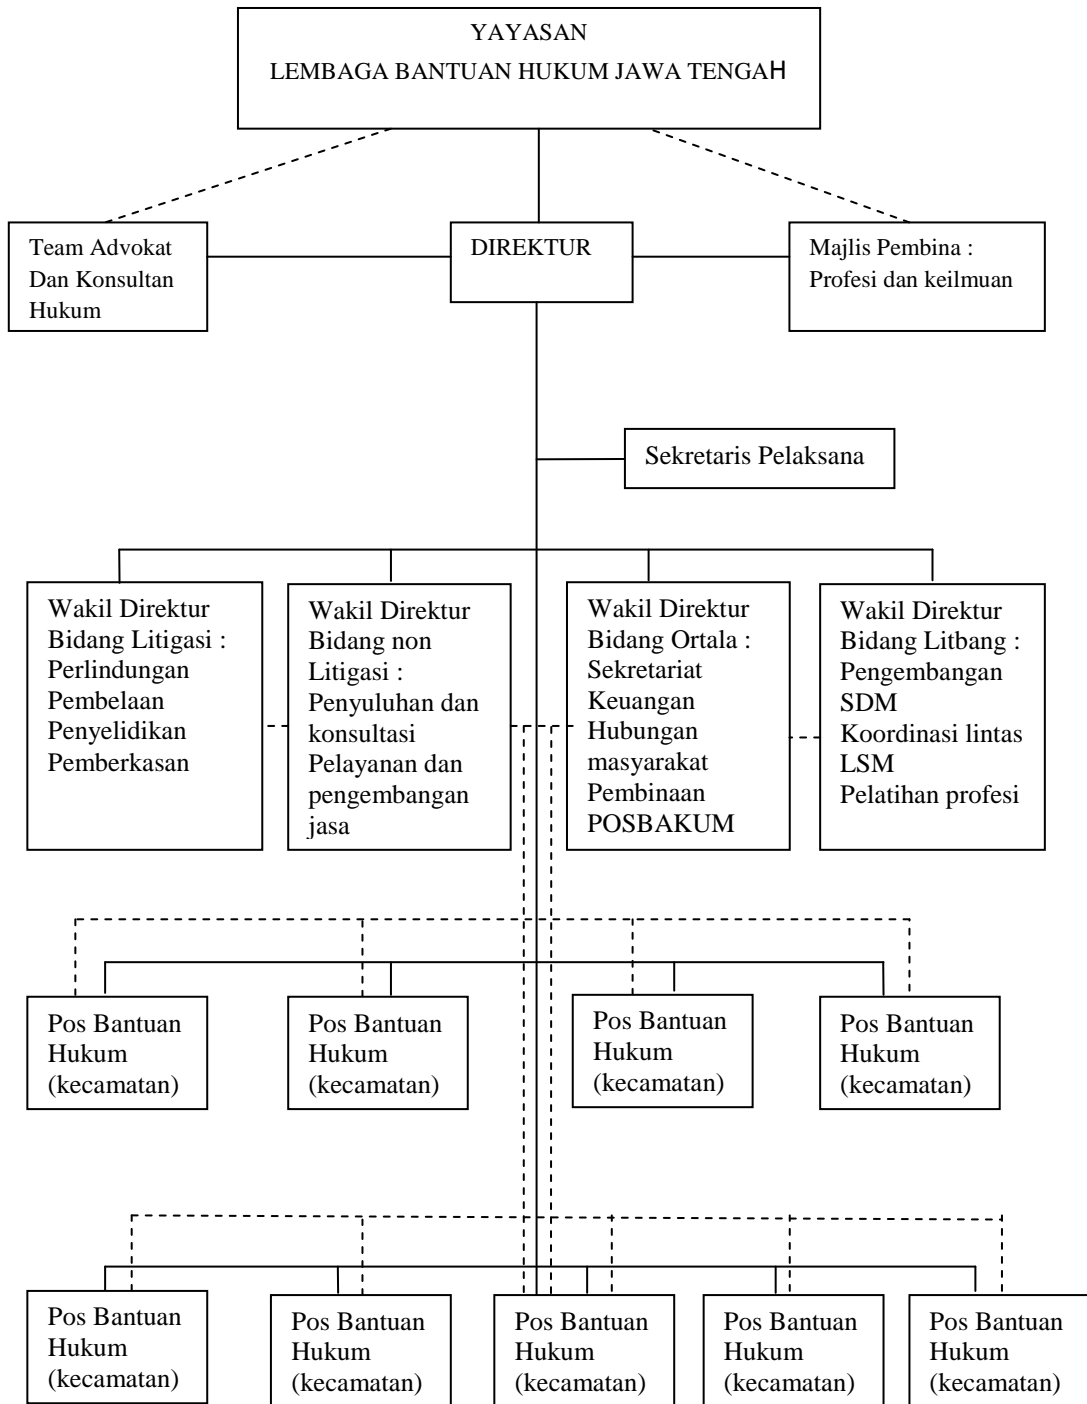 YAYASAN
LEMBAGA BANTUAN HUKUM JAWA TENGAH
Team Advokat
Dan Konsultan
Hukum
DIREKTUR
Majlis Pembina :
Profesi dan keilmuan
Sekretaris Pelaksana
Wakil Direktur
Bidang Litigasi :
Perlindungan
Pembelaan
Penyelidikan
Pemberkasan
Wakil Direktur
Bidang non
Litigasi :
Penyuluhan dan
konsultasi
Pelayanan dan
pengembangan
jasa
Wakil Direktur
Bidang Ortala :
Sekretariat
Keuangan
Hubungan
masyarakat
Pembinaan
POSBAKUM
Wakil Direktur
Bidang Litbang :
Pengembangan
SDM
Koordinasi lintas
LSM
Pelatihan profesi
Pos Bantuan
Hukum
(kecamatan)
Pos Bantuan
Hukum
(kecamatan)
Pos Bantuan
Hukum
(kecamatan)
Pos Bantuan
Hukum
(kecamatan)
Pos Bantuan
Hukum
(kecamatan)
Pos Bantuan
Hukum
(kecamatan)
Pos Bantuan
Hukum
(kecamatan)
Pos Bantuan
Hukum
(kecamatan)
Pos Bantuan
Hukum
(kecamatan)